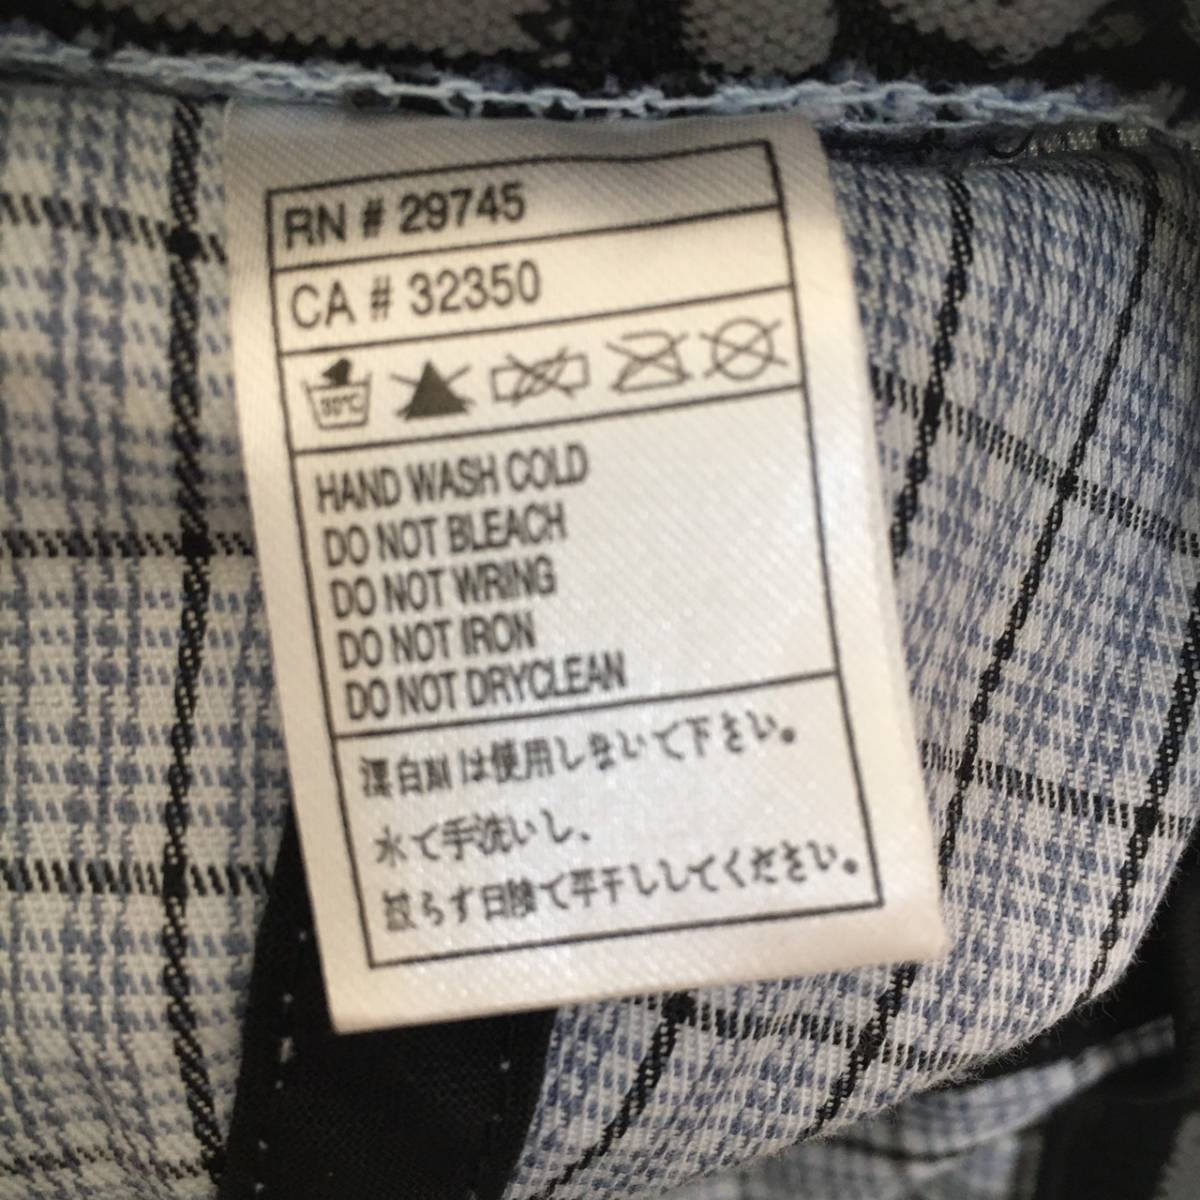 RN # 29745
CA # 32350
30°C
HAND WASH COLD
DO NOT BLEACH
DO NOT WRING
DO NOT IRON
DO NOT DRYCLEAN
漂白剤は使用しないで下さい。
水で手洗いし、
絞らず日陰で平干ししてください。